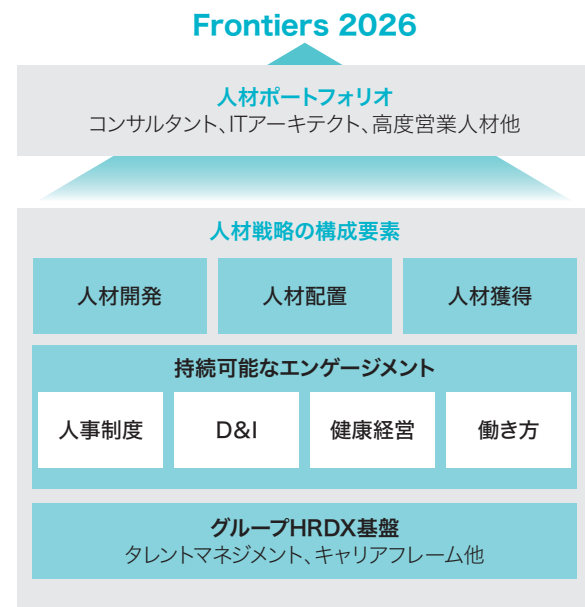 Frontiers 2026
人材ポートフォリオ
コンサルタント、ITアーキテクト、高度営業人材他
人材戦略の構成要素
人材開発
人材配置
人材獲得
持続可能なエンゲージメント
人事制度
D&I
健康経営
働き方
グループHRDX基盤
タレントマネジメント、キャリアフレーム他